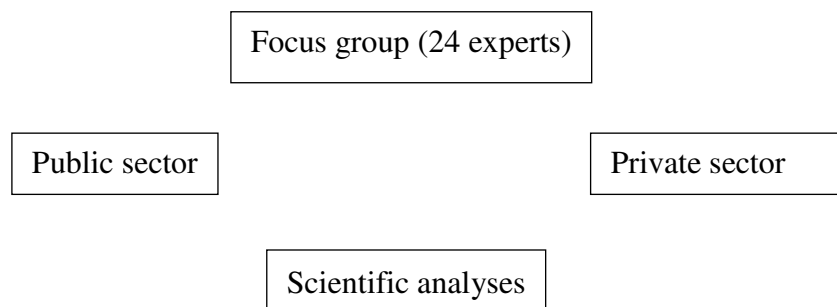 Focus group (24 experts)
Public sector
Private sector
Scientific analyses